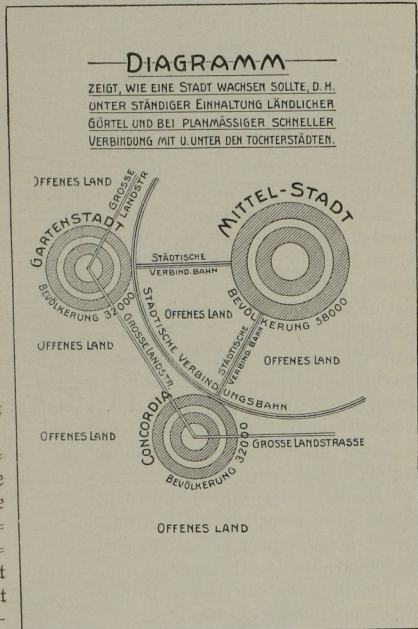 DIAGRAMM
ZEIGT, WIE EINE STADT WACHSEN SOLLTE, D. H.
UNTER STÄNDIGER EINHALTUNG LÄNDLICHER
GÜRTEL UND BEI PLANMÄSSIGER SCHNELLER
VERBINDUNG MIT U. UNTER DEN TOCHTERSTÄDTEN.
OFFENES LAND
GROSSE
LANDSTR
GARTENSTADT
BEVÖLKERUNG 32000
MITTEL-STADT
BEVÖLKERUNG 58000
STÄDTISCHE
VERBIND. BAHN
OFFENES LAND
STÄDTISCHE VERBINDUNGSBAHN
STÄDTISCHE
VERBIND. BAHN
OFFENES LAND
OFFENES LAND
GROSSE LANDSTR.
OFFENES LAND
CONCORDIA
BEVÖLKERUNG 32000
GROSSE LANDSTRASSE
OFFENES LAND